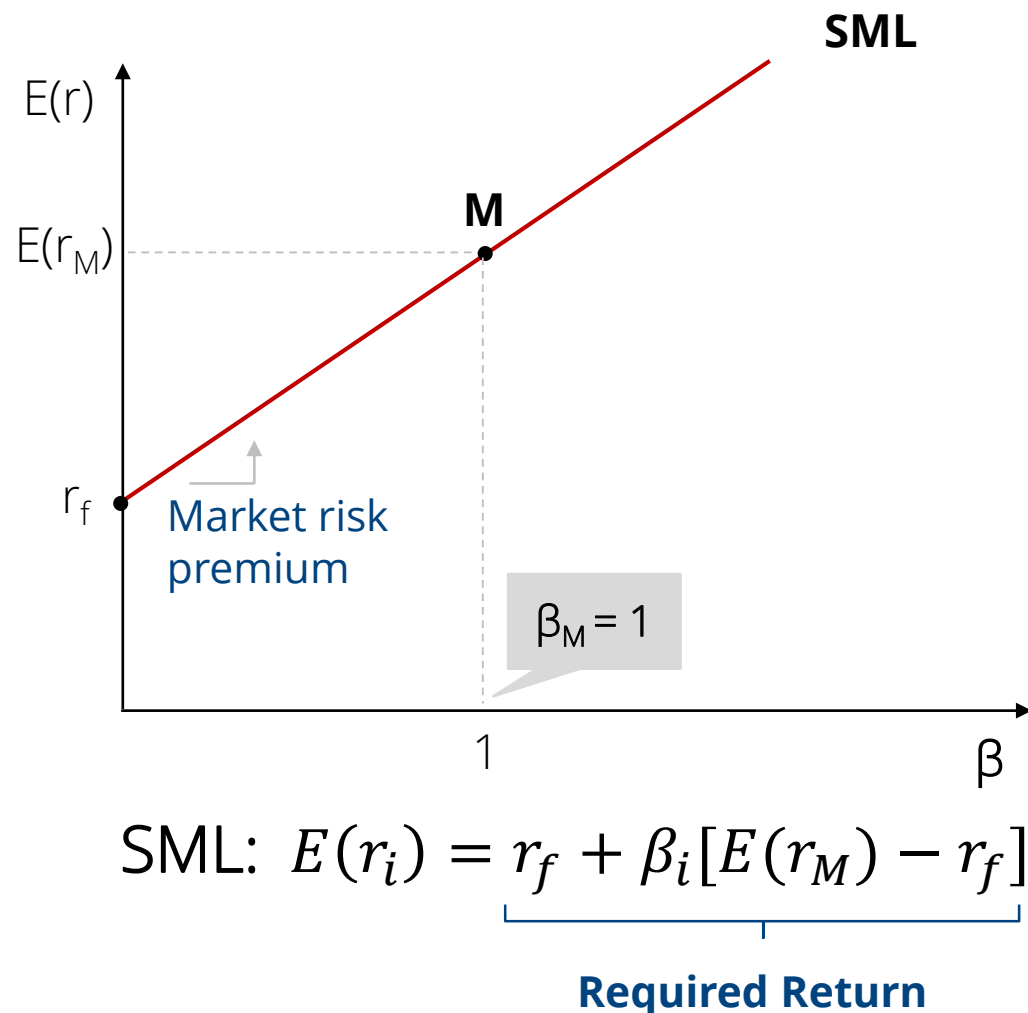 SML
E(r)
M
E(r_M)
r_f
Market risk
premium
β_M = 1
1
β
SML: E(r_i) = r_f + β_i[E(r_M) − r_f]
Required Return